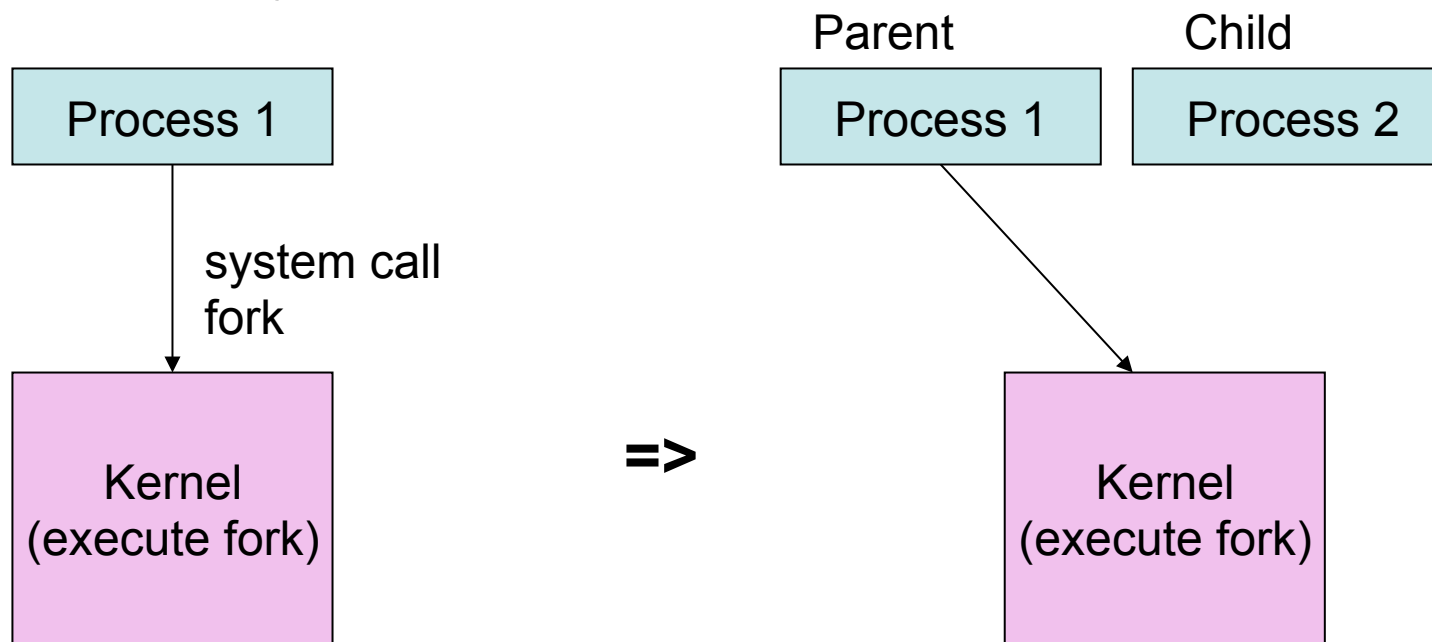 Parent
Child
Process 1
Process 1
Process 2
system call
fork
Kernel
(execute fork)
=>
Kernel
(execute fork)